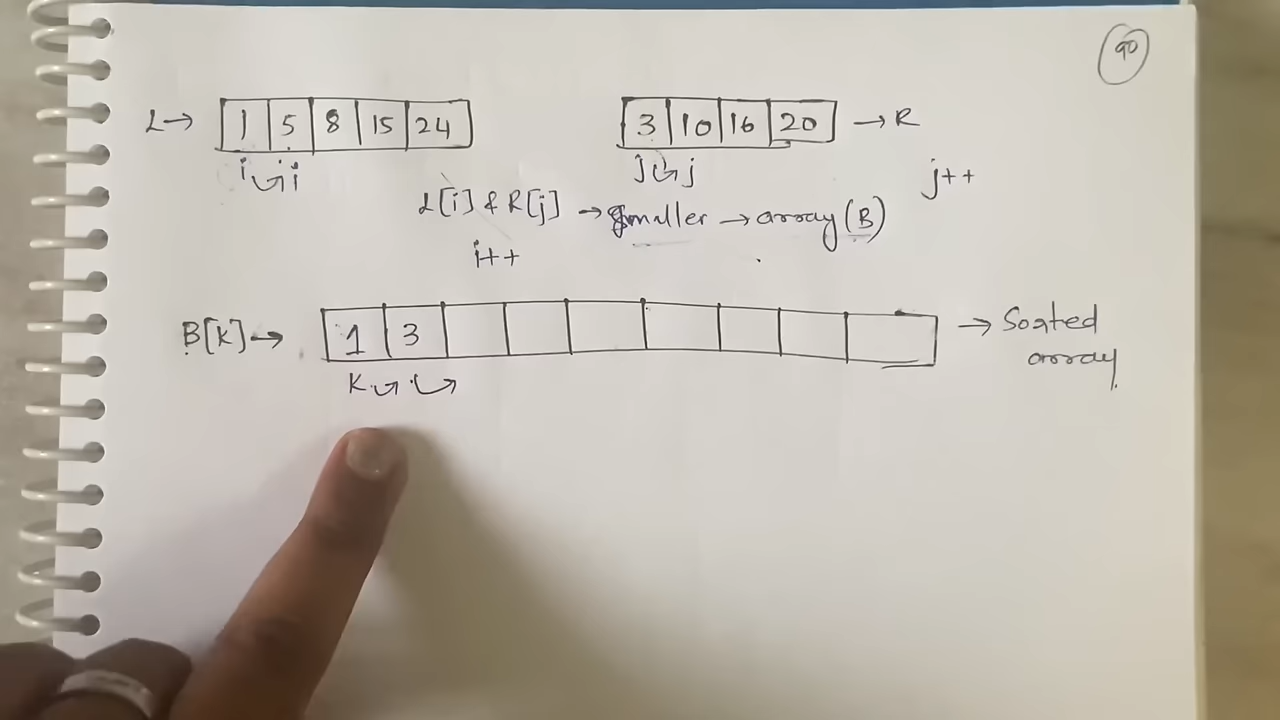 90
L→ 1 5 8 15 24 3 10 16 20 → R
i i j j j++
L[i] & R[j] → smaller → array (B)
i++
B[K] → 1 3 → Sorted
array
K